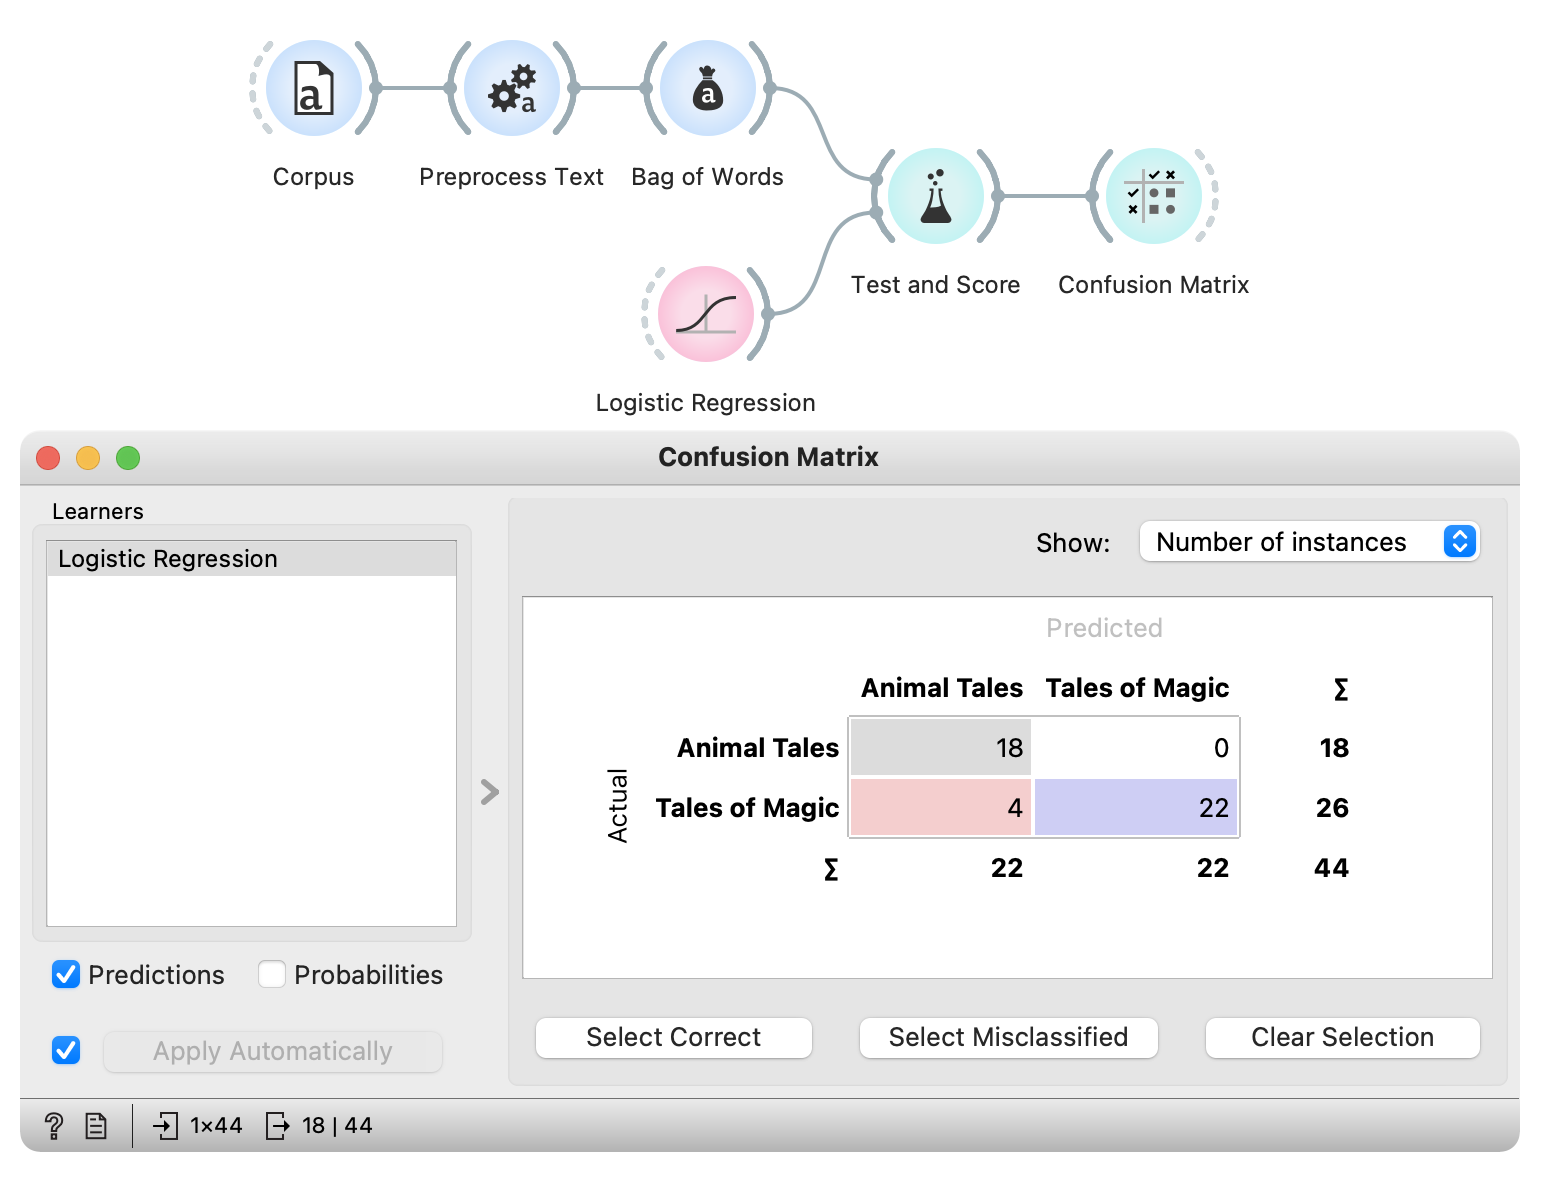 Corpus
Preprocess Text
Bag of Words
Test and Score
Confusion Matrix
Logistic Regression
Confusion Matrix
Learners
Logistic Regression
Show: Number of instances
Predicted
Animal Tales Tales of Magic Σ
Actual
Animal Tales 18 0 18
Tales of Magic 4 22 26
Σ 22 22 44
Predictions Probabilities
Apply Automatically
Select Correct Select Misclassified Clear Selection
? 1×44 18 | 44